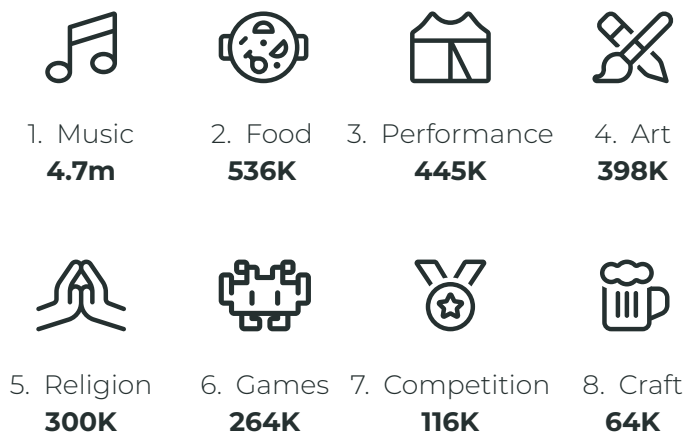 1. Music 2. Food 3. Performance 4. Art
4.7m 536K 445K 398K
5. Religion 6. Games 7. Competition 8. Craft
300K 264K 116K 64K